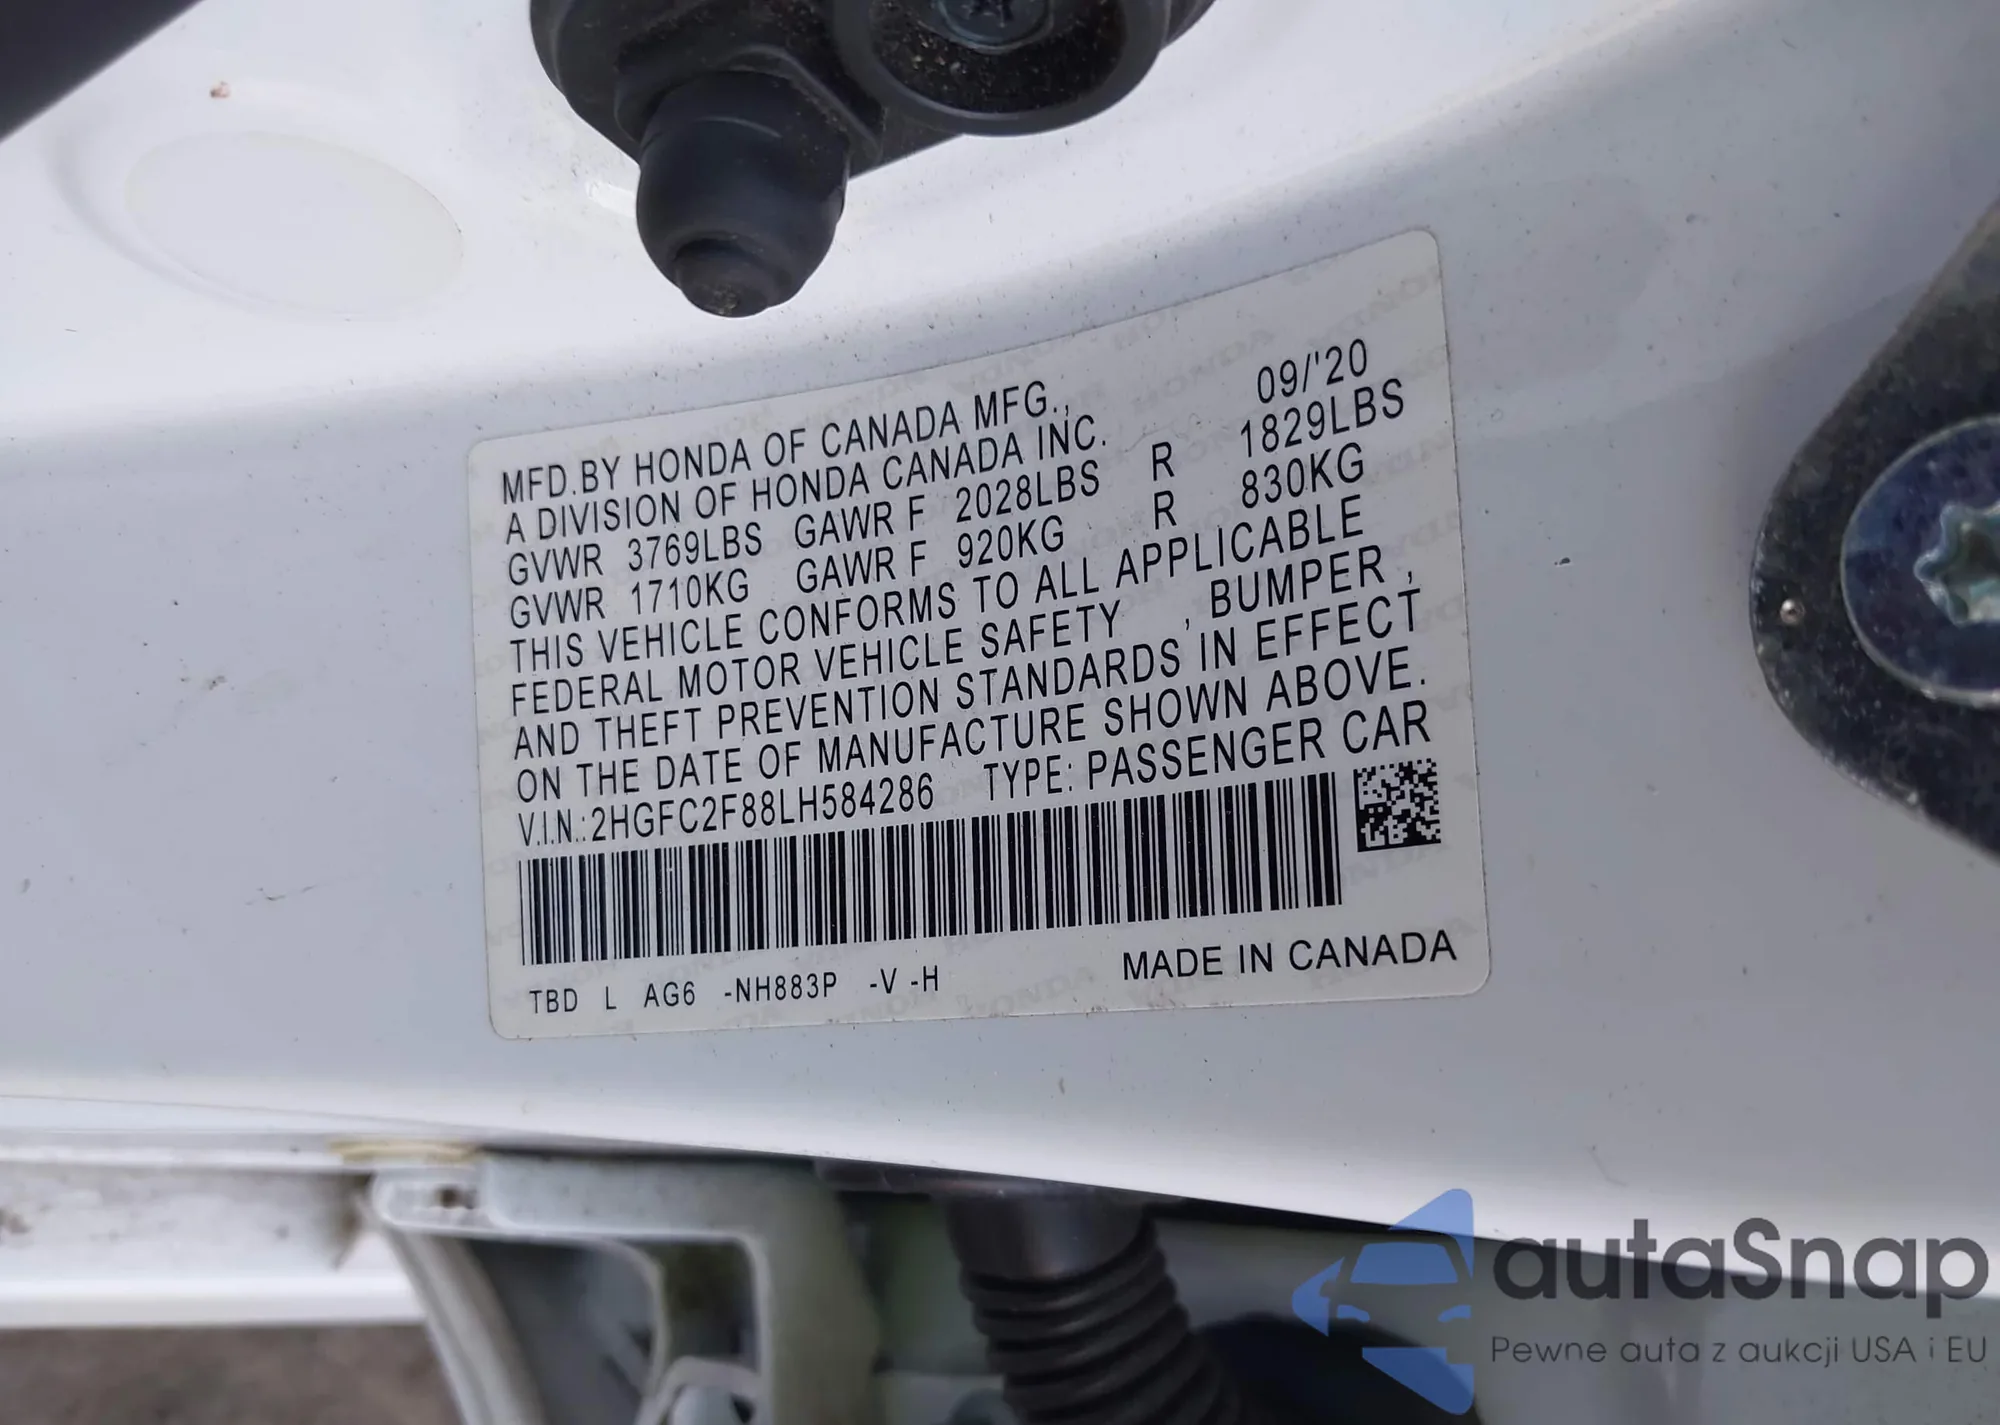 MFD.BY HONDA OF CANADA MFG., 09/'20
A DIVISION OF HONDA CANADA INC.
GVWR 3769LBS GAWR F 2028LBS R 1829LBS
GVWR 1710KG GAWR F 920KG R 830KG
THIS VEHICLE CONFORMS TO ALL APPLICABLE
FEDERAL MOTOR VEHICLE SAFETY , BUMPER ,
AND THEFT PREVENTION STANDARDS IN EFFECT
ON THE DATE OF MANUFACTURE SHOWN ABOVE.
V.I.N.:2HGFC2F88LH584286 TYPE: PASSENGER CAR
TBD L AG6 -NH883P -V -H MADE IN CANADA
autaSnap
Pewne auta z aukcji USA i EU